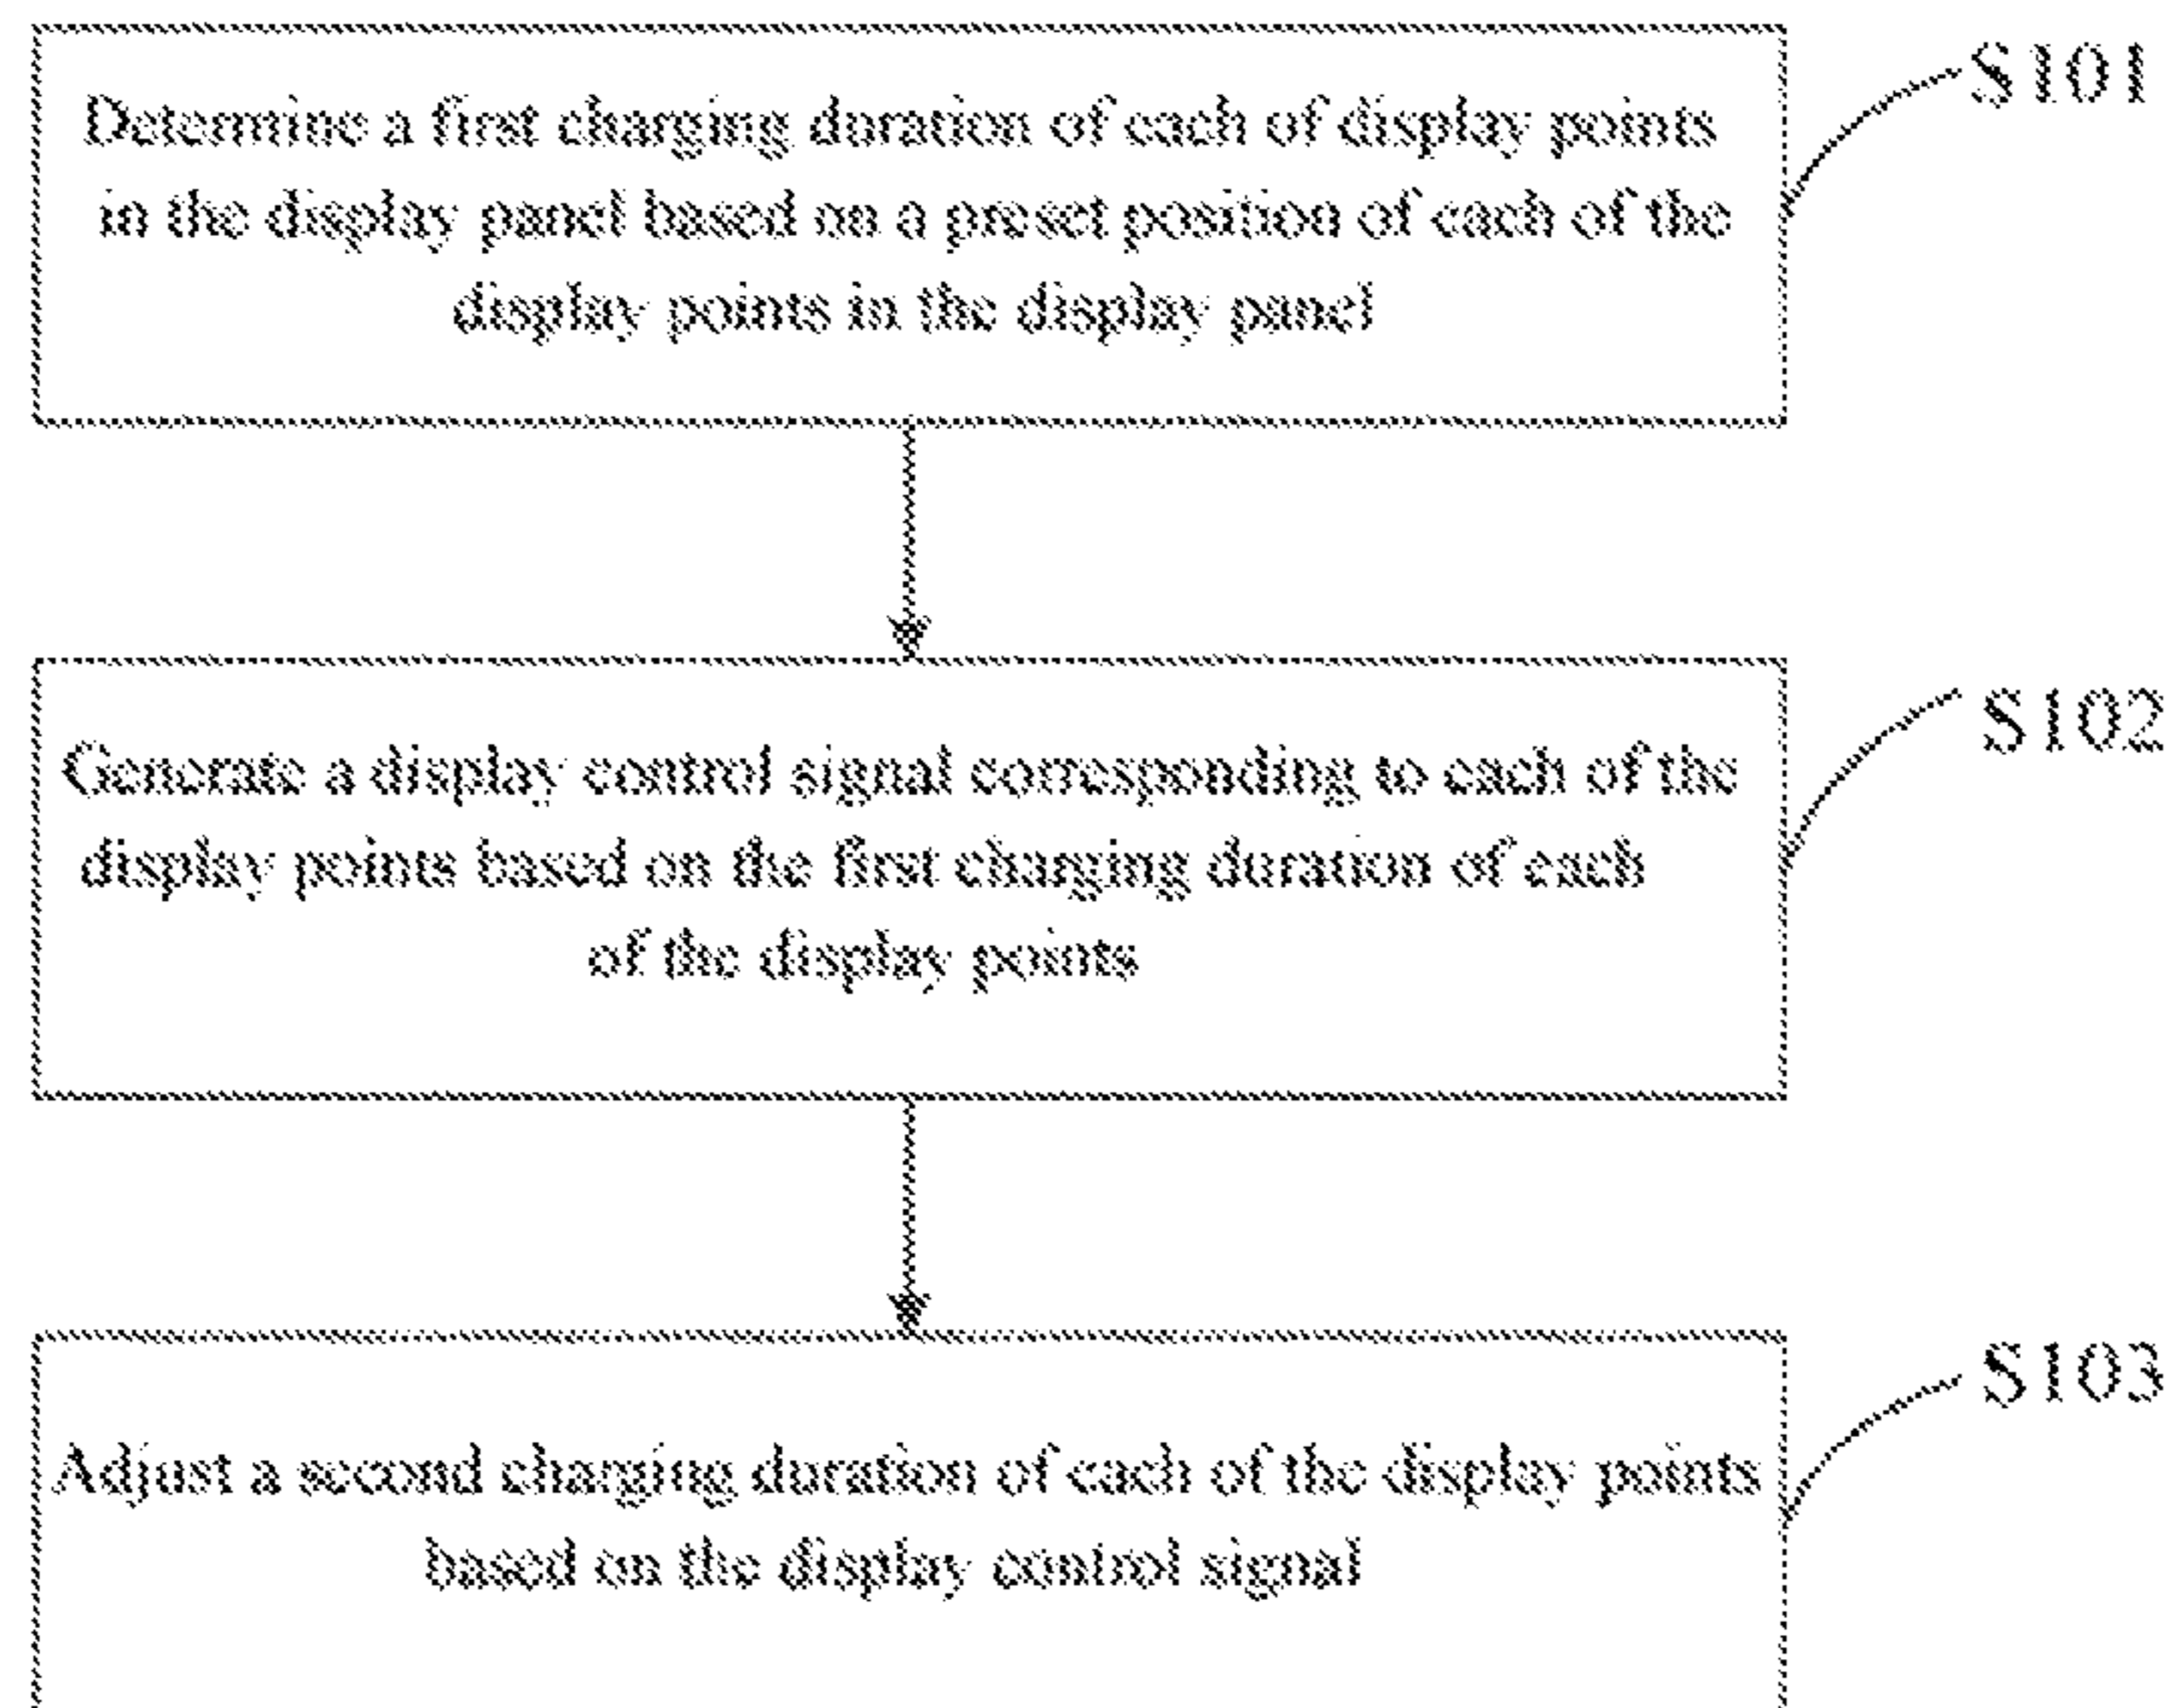 S101
Determine a first charging duration of each of display points
in the display panel based on a preset position of each of the
display points in the display panel
S102
Generate a display control signal corresponding to each of the
display points based on the first charging duration of each
of the display points
S103
Adjust a second charging duration of each of the display points
based on the display control signal